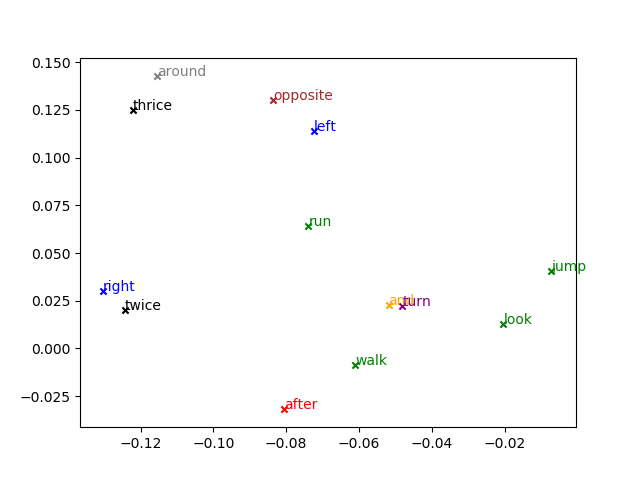 0.150
0.125
0.100
0.075
0.050
0.025
0.000
−0.025
around
thrice
opposite
left
run
jump
right
twice
and
turn
look
walk
after
−0.12
−0.10
−0.08
−0.06
−0.04
−0.02